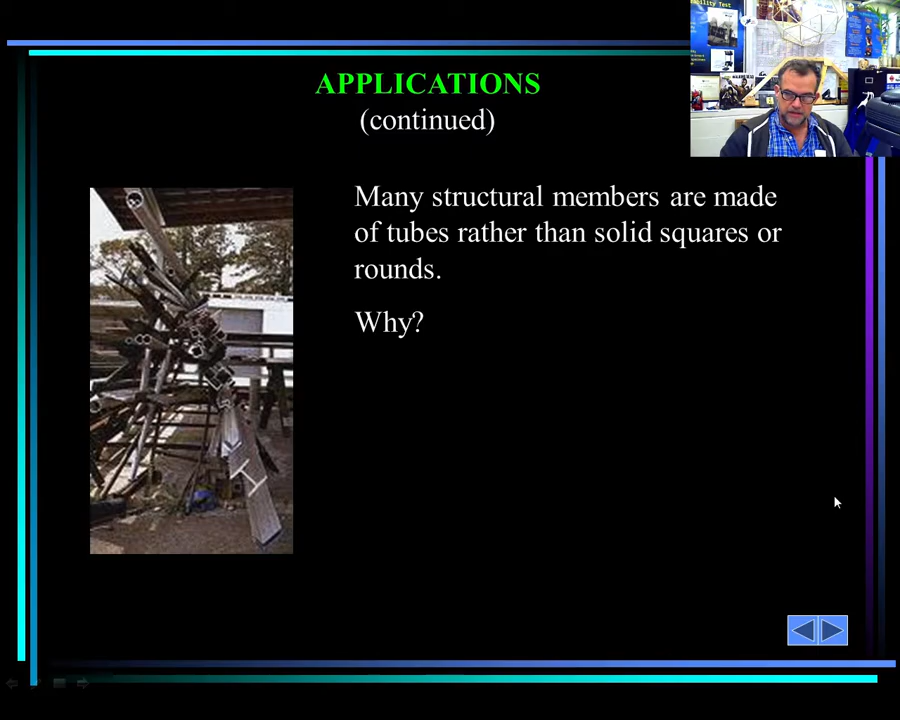 APPLICATIONS
(continued)
Many structural members are made
of tubes rather than solid squares or
rounds.
Why?